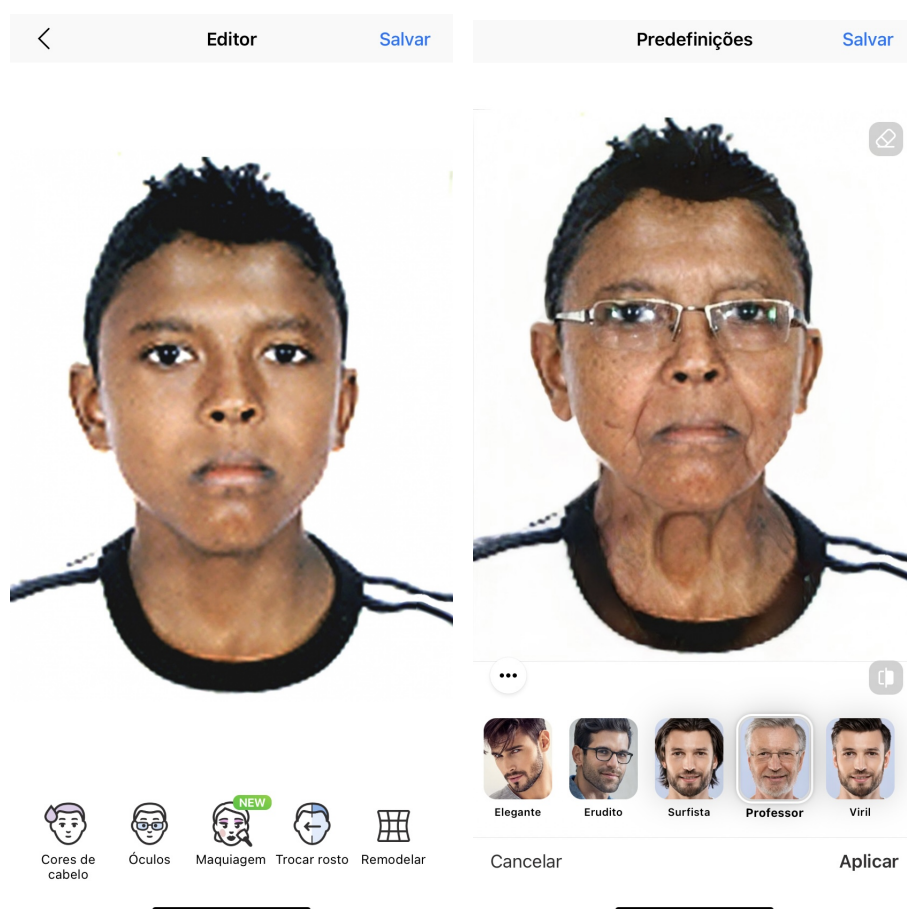 Editor
Salvar
NEW
Cores de
cabelo
Óculos
Maquiagem
Trocar rosto
Remodelar
Predefinições
Salvar
Elegante
Erudito
Surfista
Professor
Viril
Cancelar
Aplicar